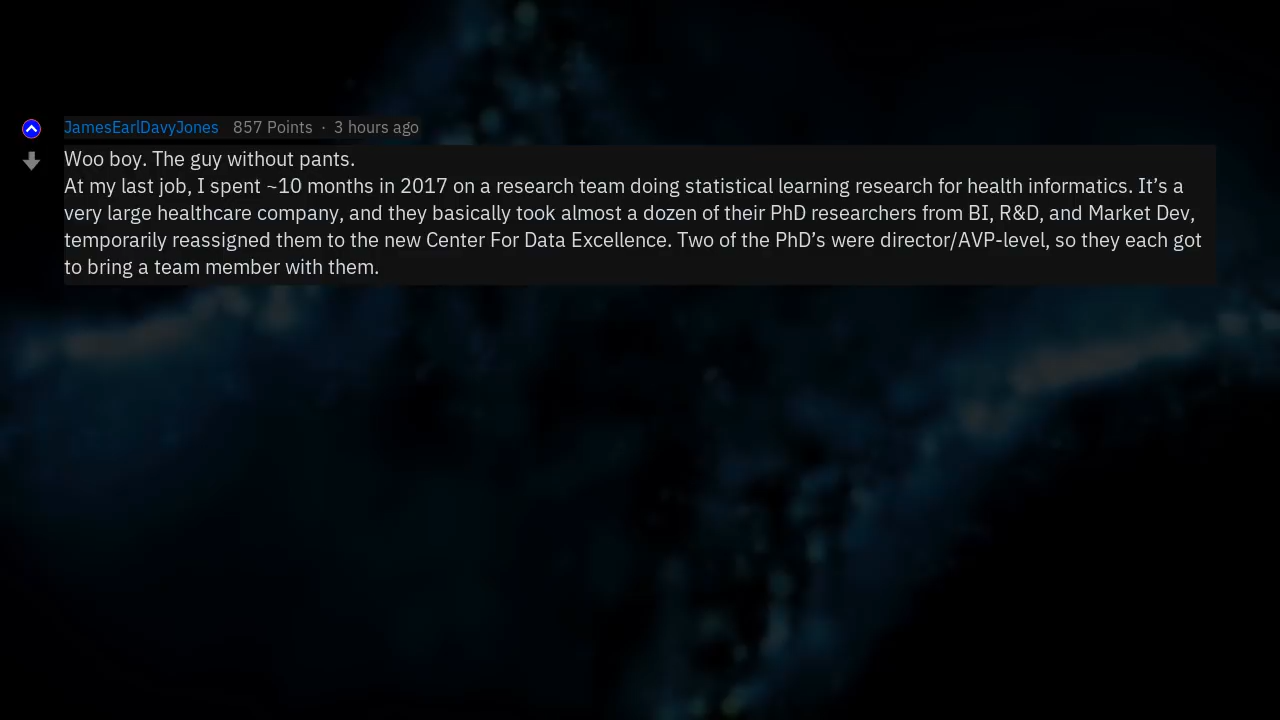 JamesEarlDavyJones 857 Points · 3 hours ago
Woo boy. The guy without pants.
At my last job, I spent ~10 months in 2017 on a research team doing statistical learning research for health informatics. It’s a
very large healthcare company, and they basically took almost a dozen of their PhD researchers from BI, R&D, and Market Dev,
temporarily reassigned them to the new Center For Data Excellence. Two of the PhD’s were director/AVP-level, so they each got
to bring a team member with them.